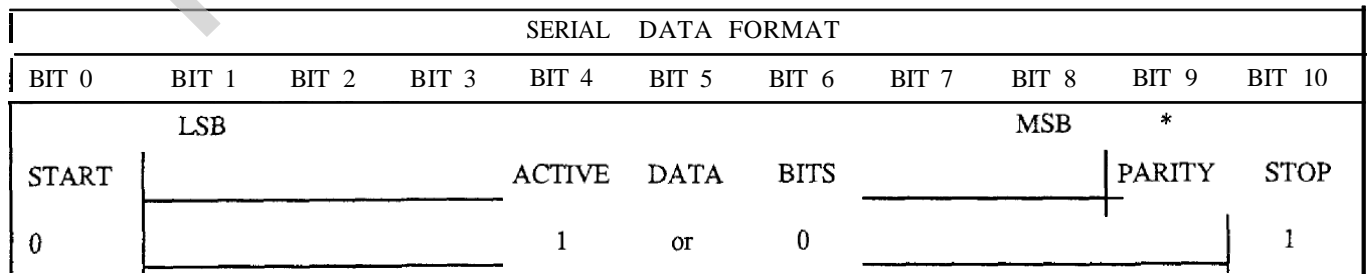 SERIAL DATA FORMAT
BIT 0 BIT 1 BIT 2 BIT 3 BIT 4 BIT 5 BIT 6 BIT 7 BIT 8 BIT 9 BIT 10
LSB MSB *
START ACTIVE DATA BITS PARITY STOP
0 1 or 0 1